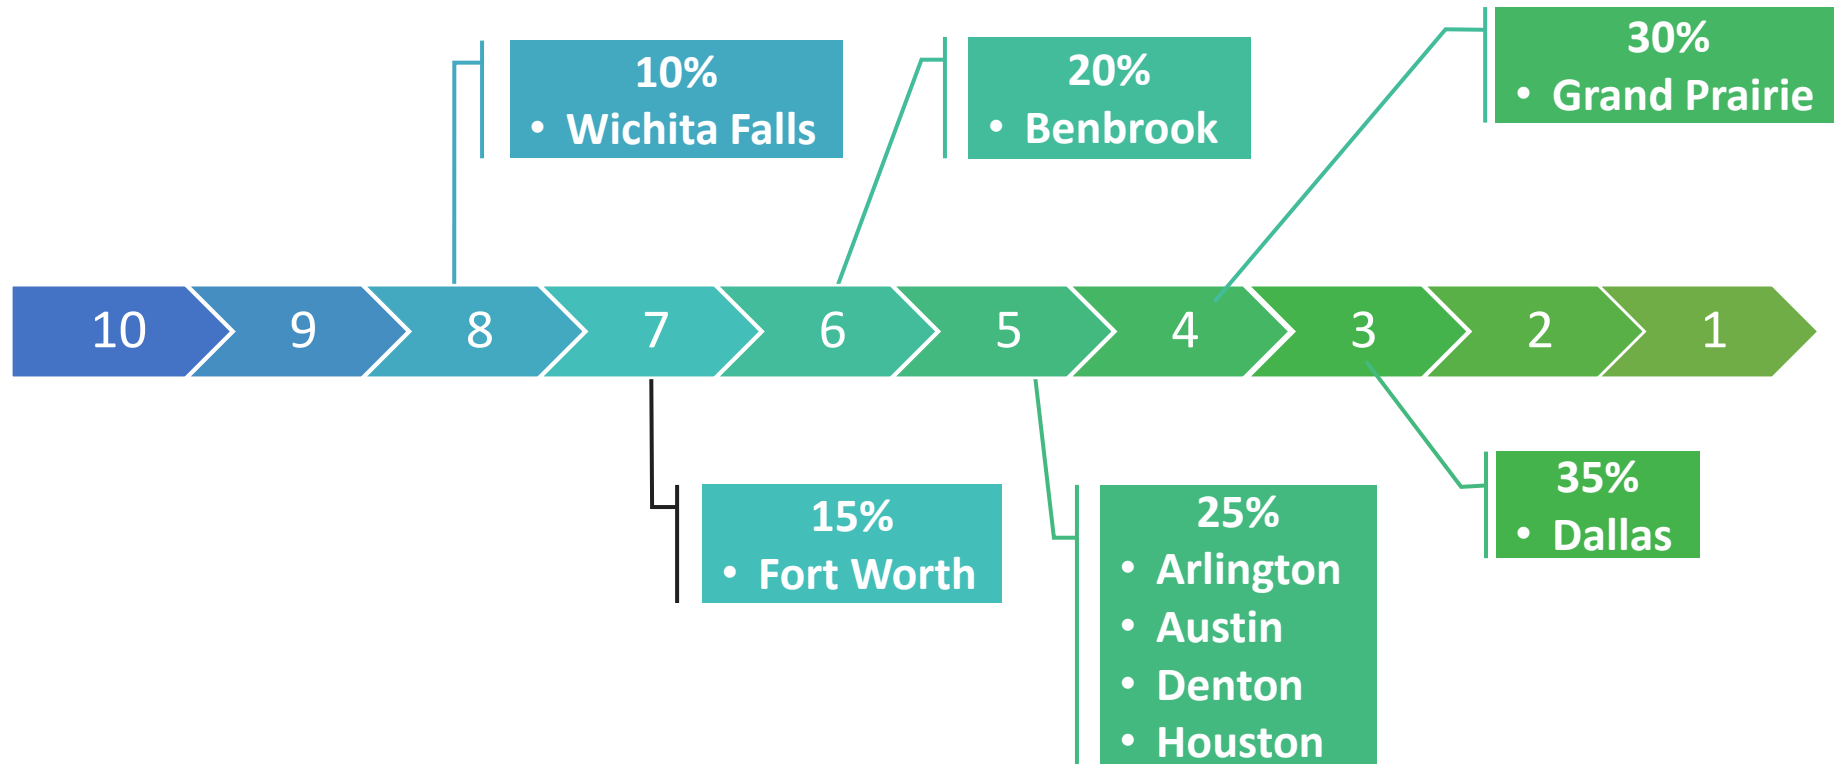 30%
• Grand Prairie
10%
• Wichita Falls
20%
• Benbrook
10 9 8 7 6 5 4 3 2 1
15%
• Fort Worth
25%
• Arlington
• Austin
• Denton
• Houston
35%
• Dallas